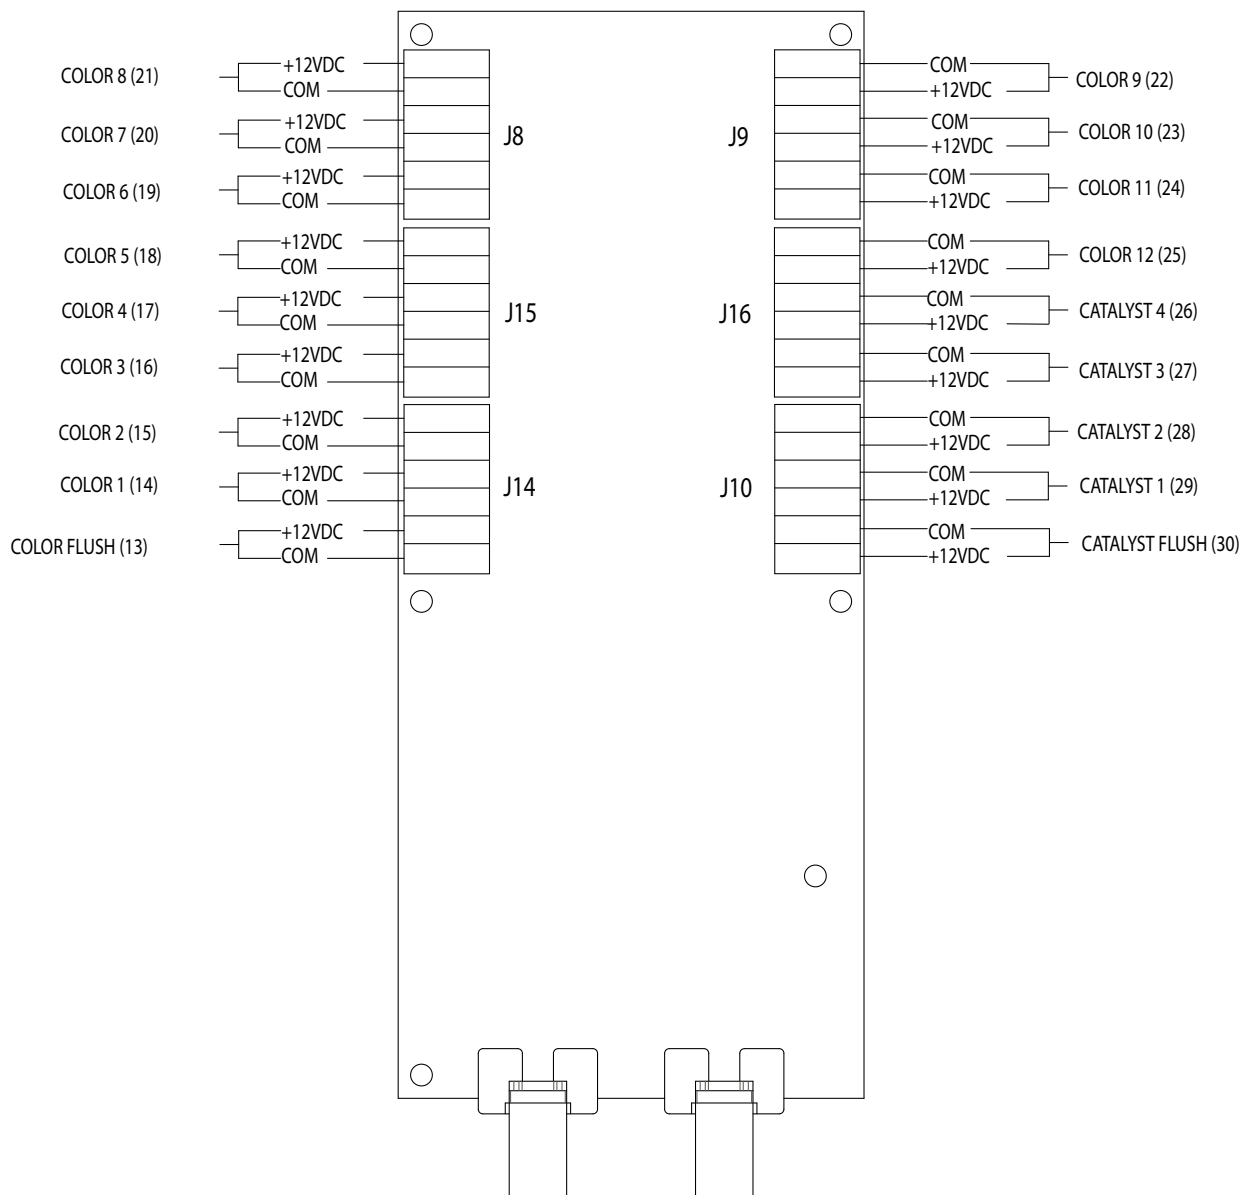 COLOR 8 (21) +12VDC COM
COLOR 7 (20) +12VDC COM
COLOR 6 (19) +12VDC COM
J8
COLOR 5 (18) +12VDC COM
COLOR 4 (17) +12VDC COM
COLOR 3 (16) +12VDC COM
J15
COLOR 2 (15) +12VDC COM
COLOR 1 (14) +12VDC COM
COLOR FLUSH (13) +12VDC COM
J14
J9
COM +12VDC COLOR 9 (22)
COM +12VDC COLOR 10 (23)
COM +12VDC COLOR 11 (24)
J16
COM +12VDC COLOR 12 (25)
COM +12VDC CATALYST 4 (26)
COM +12VDC CATALYST 3 (27)
J10
COM +12VDC CATALYST 2 (28)
COM +12VDC CATALYST 1 (29)
COM +12VDC CATALYST FLUSH (30)